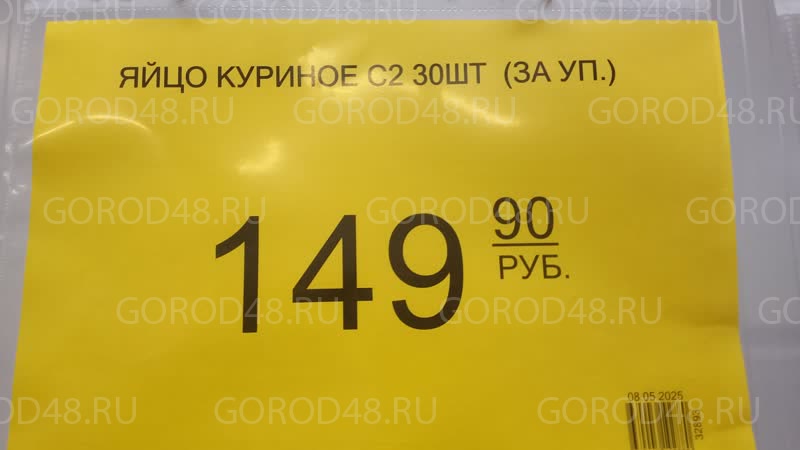 ЯЙЦО КУРИНОЕ С2 30ШТ (ЗА УП.)
149 90
РУБ.
08.05.2025
GOROD48.RU